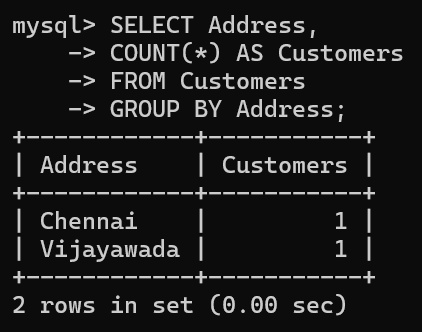 mysql> SELECT Address,
    -> COUNT(*) AS Customers
    -> FROM Customers
    -> GROUP BY Address;
+------------+-----------+
| Address    | Customers |
+------------+-----------+
| Chennai    |         1 |
| Vijayawada |         1 |
+------------+-----------+
2 rows in set (0.00 sec)